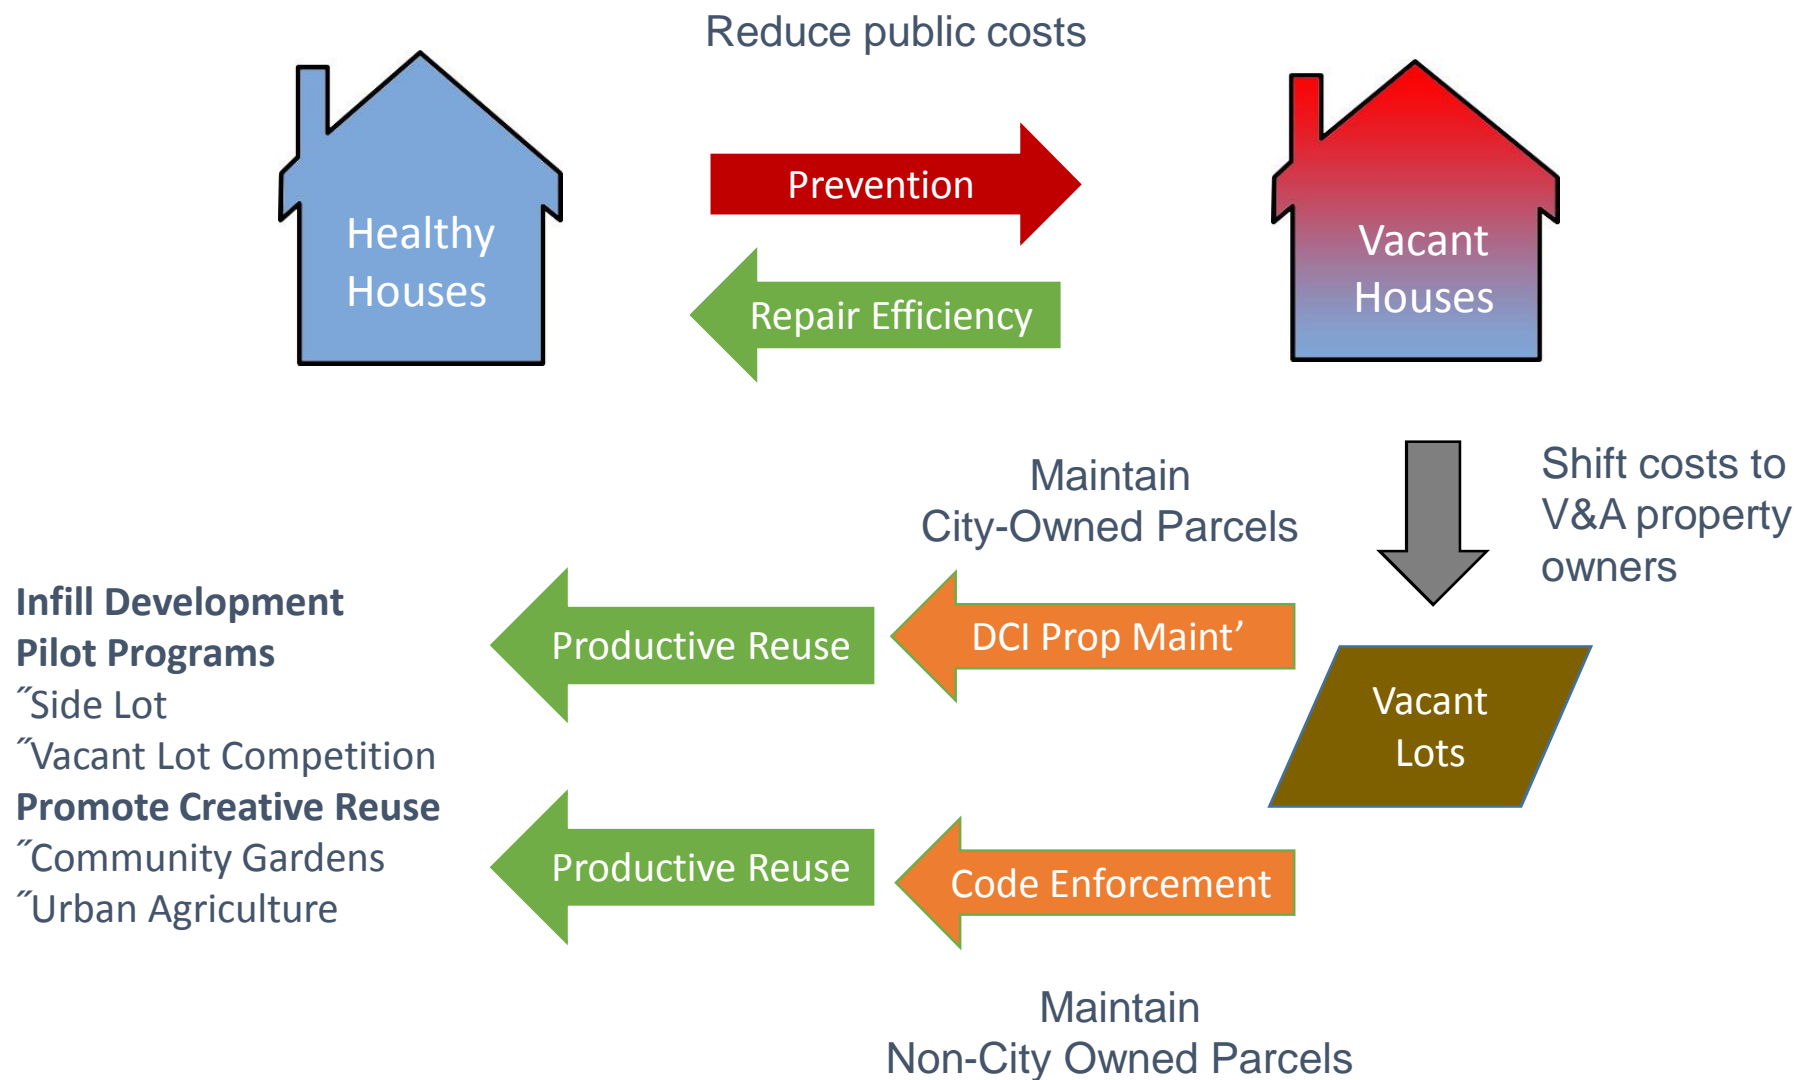 Reduce public costs
Healthy
Houses
Prevention
Repair Efficiency
Vacant
Houses
Shift costs to
V&A property
owners
Maintain
City-Owned Parcels
DCI Prop Maint’
Productive Reuse
Vacant
Lots
Infill Development
Pilot Programs
˝Side Lot
˝Vacant Lot Competition
Promote Creative Reuse
˝Community Gardens
˝Urban Agriculture
Productive Reuse
Code Enforcement
Maintain
Non-City Owned Parcels